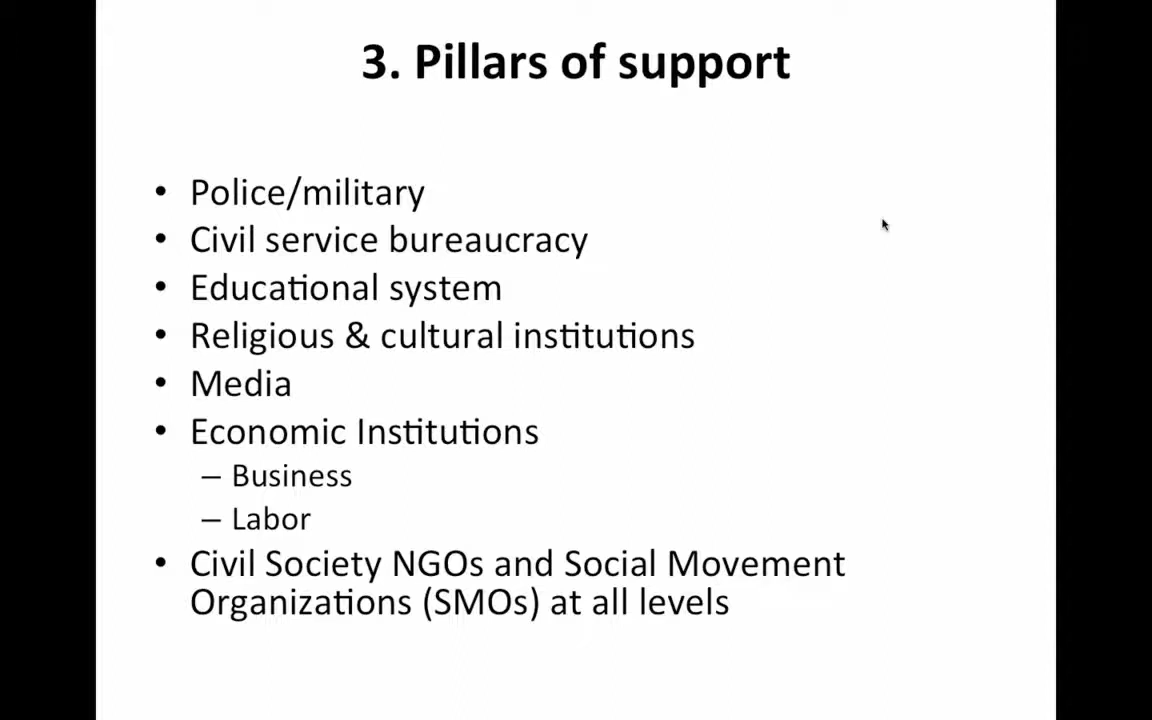 3. Pillars of support
• Police/military
• Civil service bureaucracy
• Educational system
• Religious & cultural institutions
• Media
• Economic Institutions
– Business
– Labor
• Civil Society NGOs and Social Movement
Organizations (SMOs) at all levels